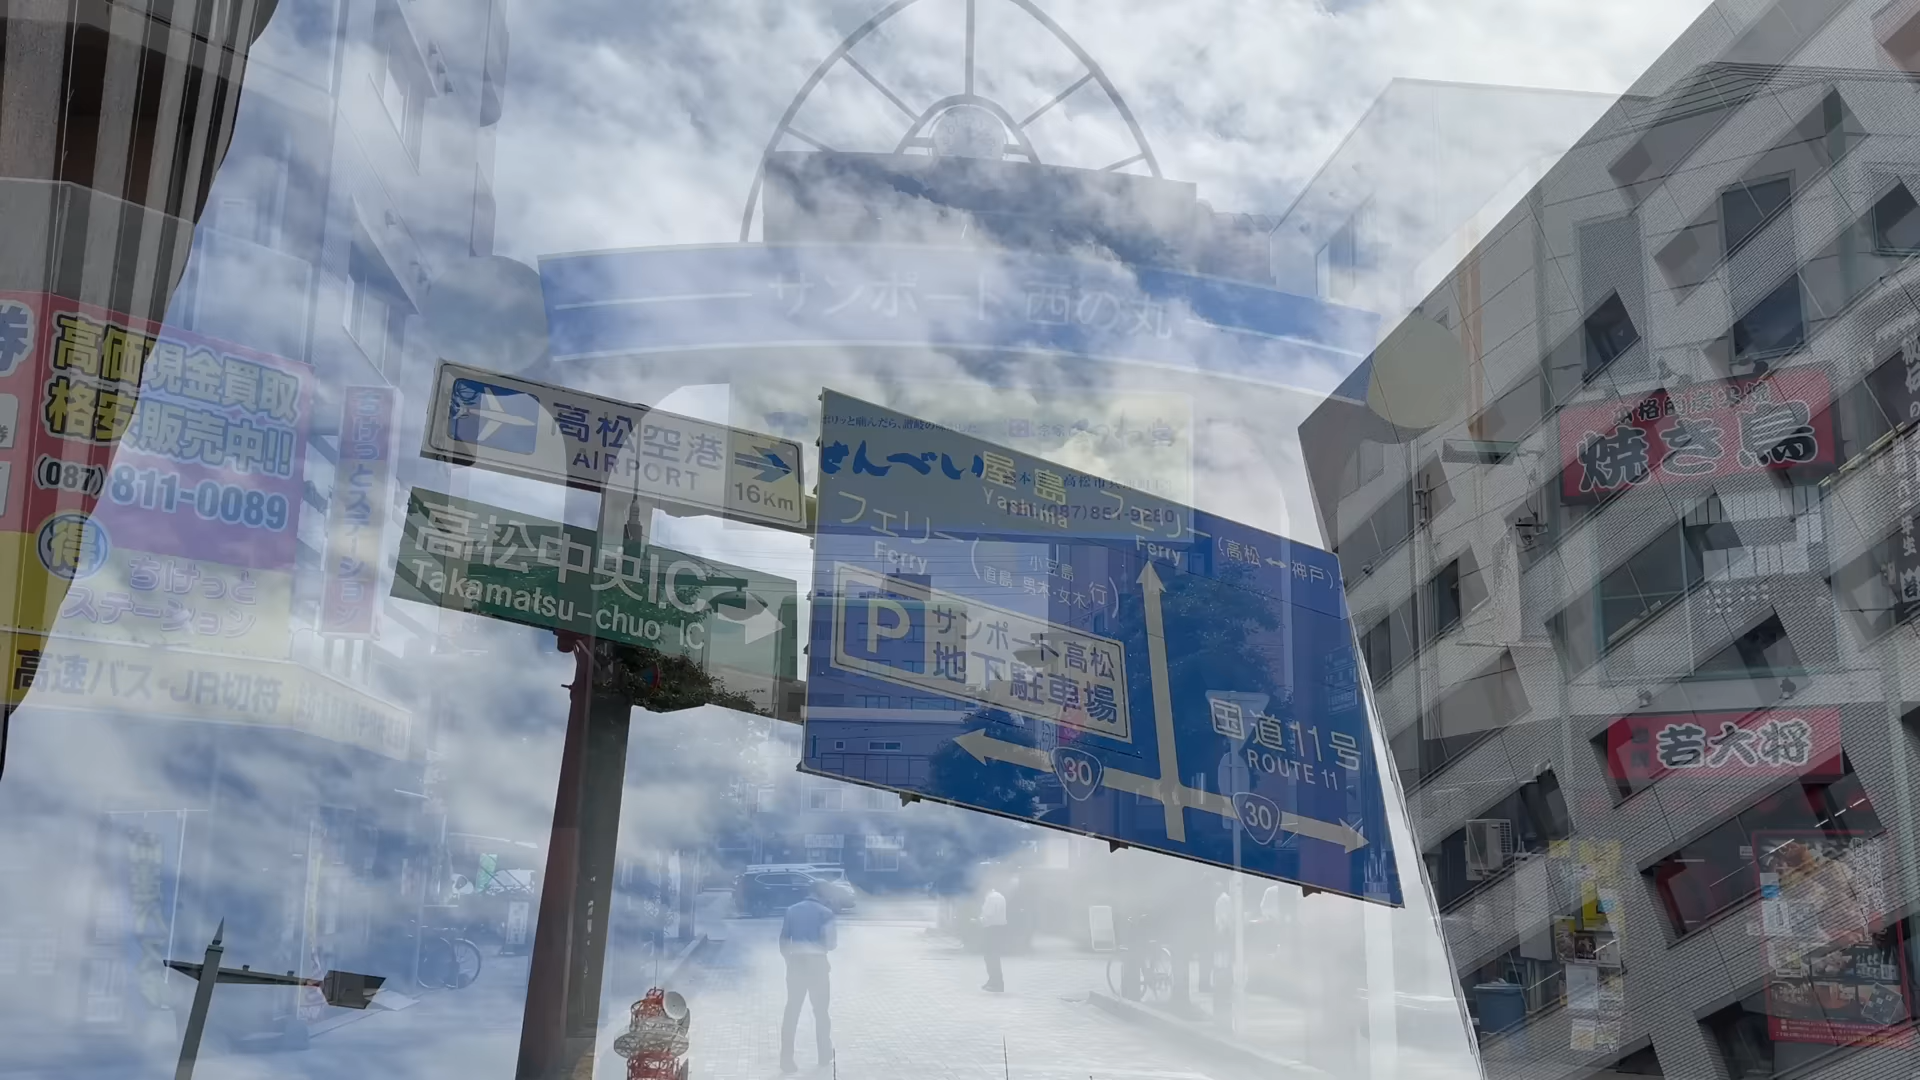 サンポート 西の丸
高松空港
AIRPORT
16Km
高松中央IC
Takamatsu-chuo IC
せんべい
屋島
Yashima
フェリー
Ferry
小豆島
直島 男木・女木 行
フェリー
Ferry
(高松↔神戸)
P サンポート高松
地下駐車場
国道11号
ROUTE 11
30
30
高価現金買取
格安販売中!!
(087)811-0089
得
ちけっと
ステーション
高速バス・JR切符
ちけっとステーション
焼き鳥
若大将